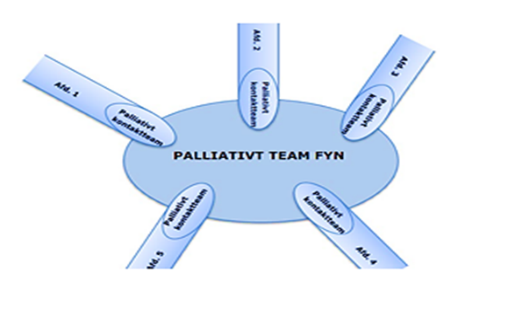 Afd. 1
Palliativt
kontaktteam
Afd. 2
Palliativt
kontaktteam
Afd. 3
Palliativt
kontaktteam
PALLIATIVT TEAM FYN
Afd. 5
Palliativt
kontaktteam
Palliativt
kontaktteam
Afd. 4